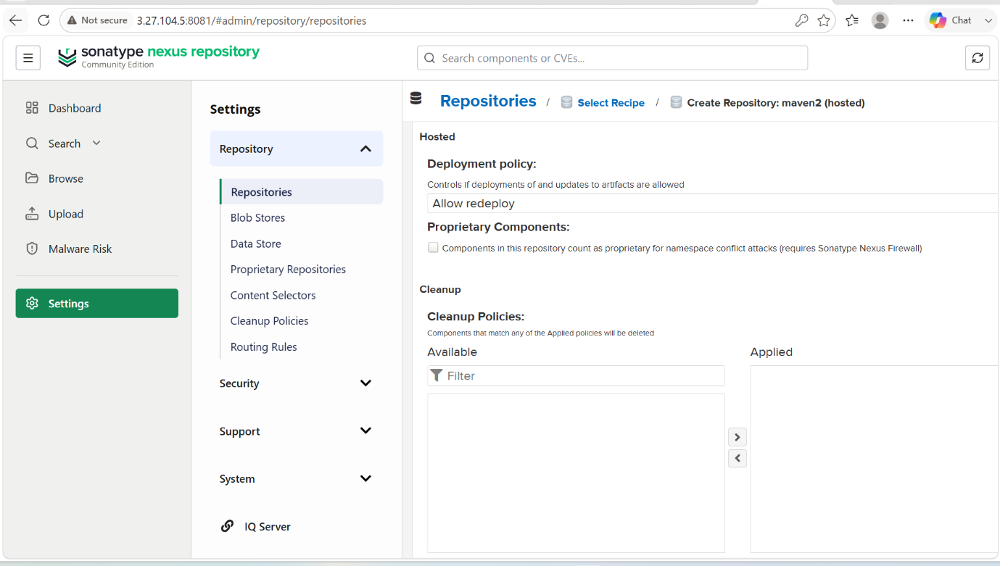 Not secure 3.27.104.5:8081/#admin/repository/repositories Chat
sonatype nexus repository
Community Edition
Search components or CVEs...
Dashboard
Search
Browse
Upload
Malware Risk
Settings
Settings
Repository
Repositories
Blob Stores
Data Store
Proprietary Repositories
Content Selectors
Cleanup Policies
Routing Rules
Security
Support
System
IQ Server
Repositories / Select Recipe / Create Repository: maven2 (hosted)
Hosted
Deployment policy:
Controls if deployments of and updates to artifacts are allowed
Allow redeploy
Proprietary Components:
Components in this repository count as proprietary for namespace conflict attacks (requires Sonatype Nexus Firewall)
Cleanup
Cleanup Policies:
Components that match any of the Applied policies will be deleted
Available Applied
Filter